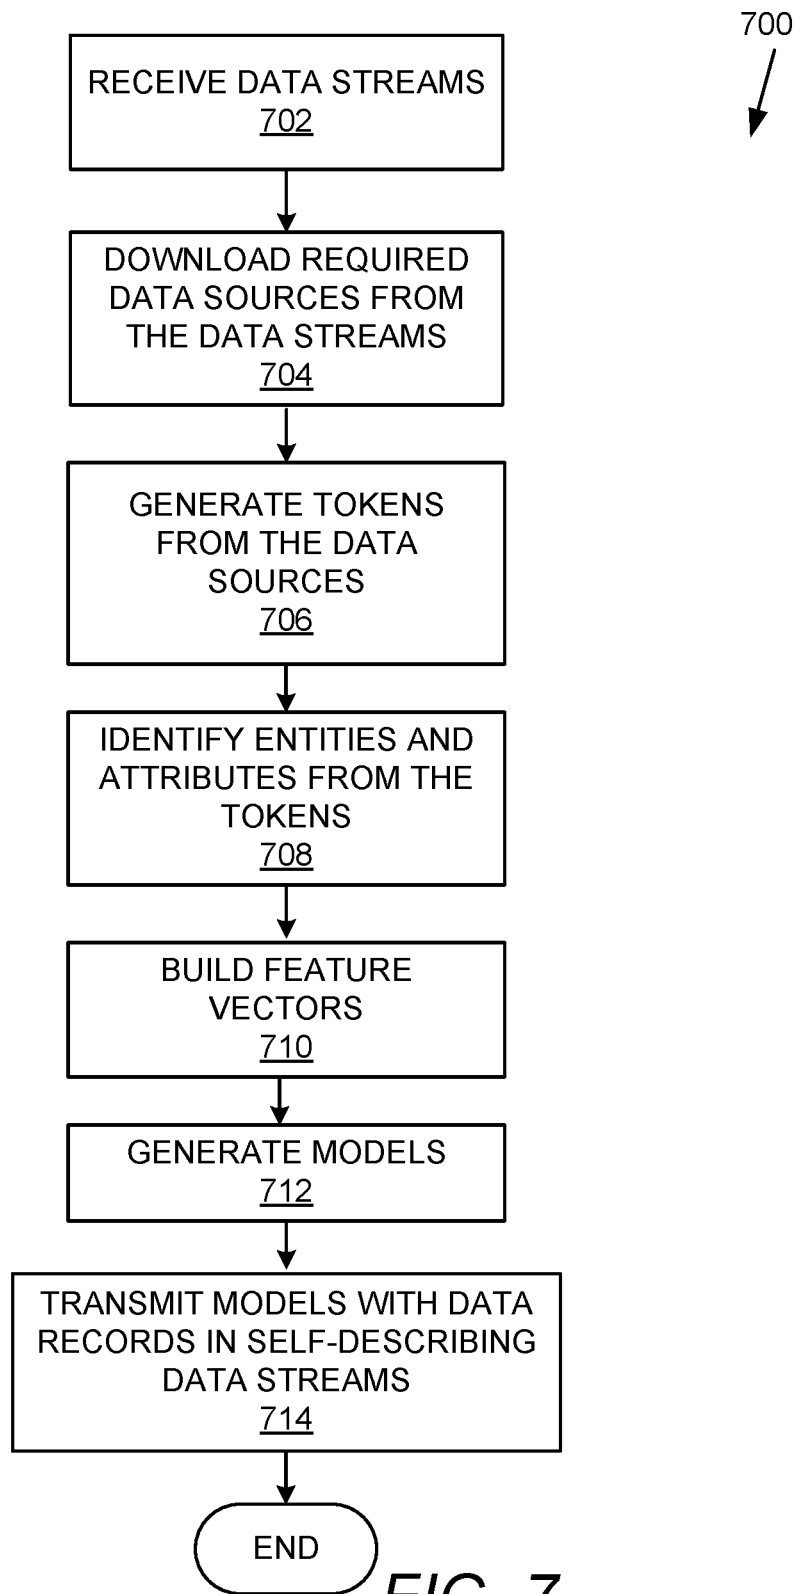 700
RECEIVE DATA STREAMS
702
DOWNLOAD REQUIRED
DATA SOURCES FROM
THE DATA STREAMS
704
GENERATE TOKENS
FROM THE DATA
SOURCES
706
IDENTIFY ENTITIES AND
ATTRIBUTES FROM THE
TOKENS
708
BUILD FEATURE
VECTORS
710
GENERATE MODELS
712
TRANSMIT MODELS WITH DATA
RECORDS IN SELF-DESCRIBING
DATA STREAMS
714
END
FIG. 7